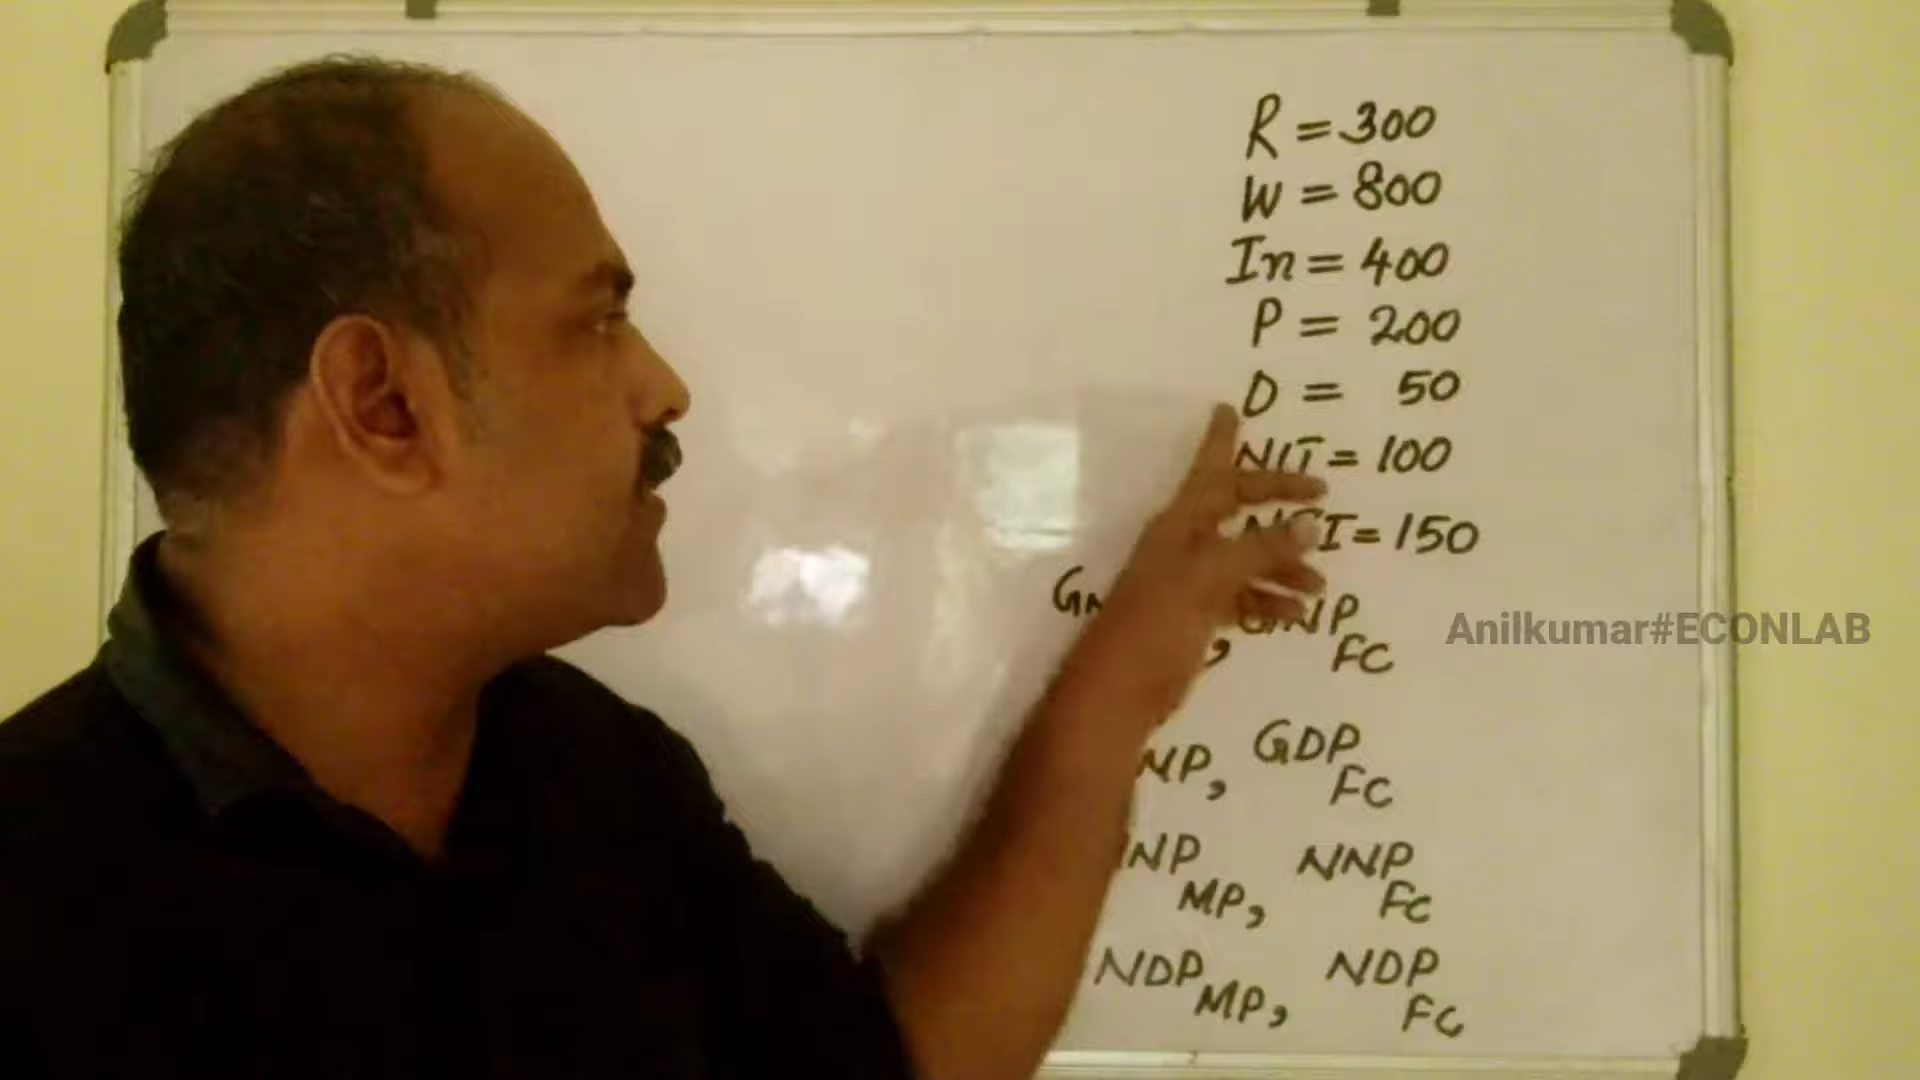 R = 300
W = 800
In = 400
P = 200
D = 50
NIT = 100
I = 150
GNP FC
Anilkumar#ECONLAB
NP, GDP FC
NP MP, NNP FC
NDP MP, NDP FC